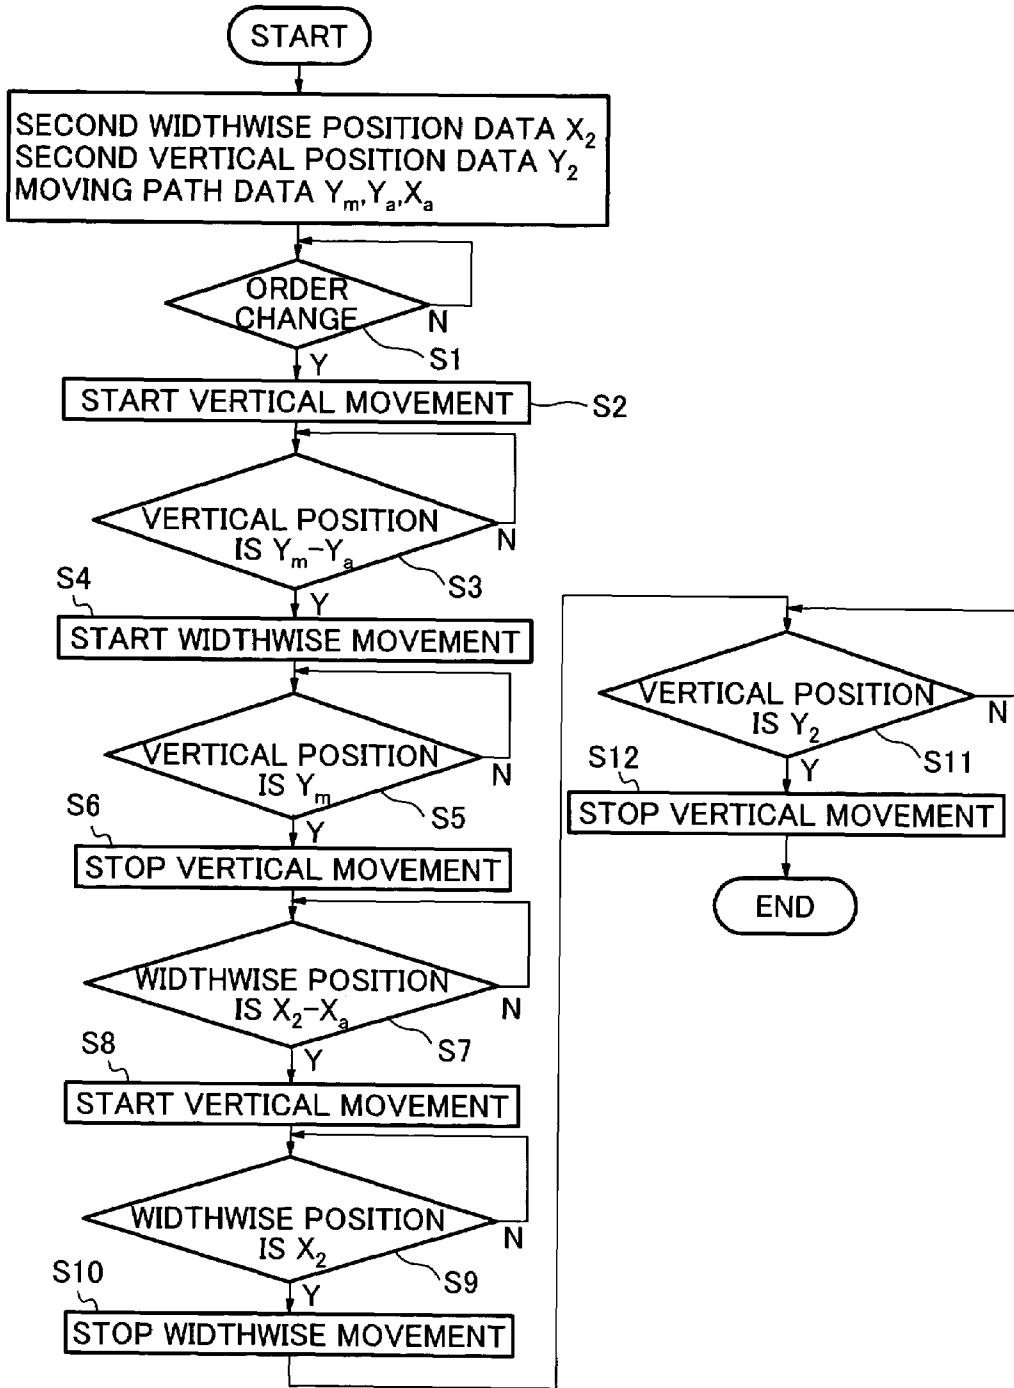 START
SECOND WIDTHWISE POSITION DATA X₂
SECOND VERTICAL POSITION DATA Y₂
MOVING PATH DATA Yₘ,Yₐ,Xₐ
ORDER
CHANGE
N
S1
Y
START VERTICAL MOVEMENT
S2
VERTICAL POSITION
IS Yₘ-Yₐ
N
S3
Y
S4
START WIDTHWISE MOVEMENT
VERTICAL POSITION
IS Yₘ
N
S5
Y
S6
STOP VERTICAL MOVEMENT
WIDTHWISE POSITION
IS X₂-Xₐ
N
S7
Y
S8
START VERTICAL MOVEMENT
WIDTHWISE POSITION
IS X₂
N
S9
Y
S10
STOP WIDTHWISE MOVEMENT
VERTICAL POSITION
IS Y₂
N
S11
Y
S12
STOP VERTICAL MOVEMENT
END